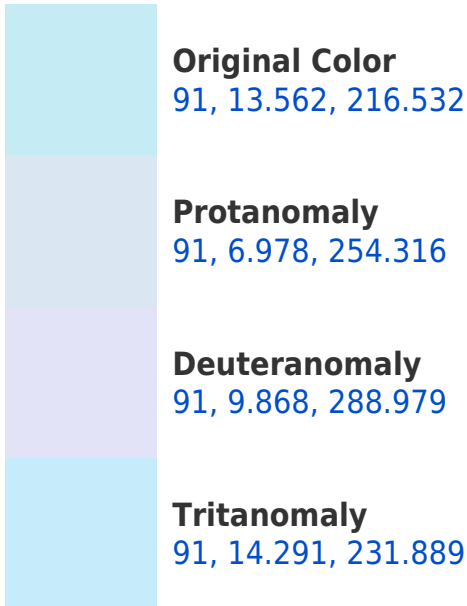 Original Color
91, 13.562, 216.532
Protanomaly
91, 6.978, 254.316
Deuteranomaly
91, 9.868, 288.979
Tritanomaly
91, 14.291, 231.889